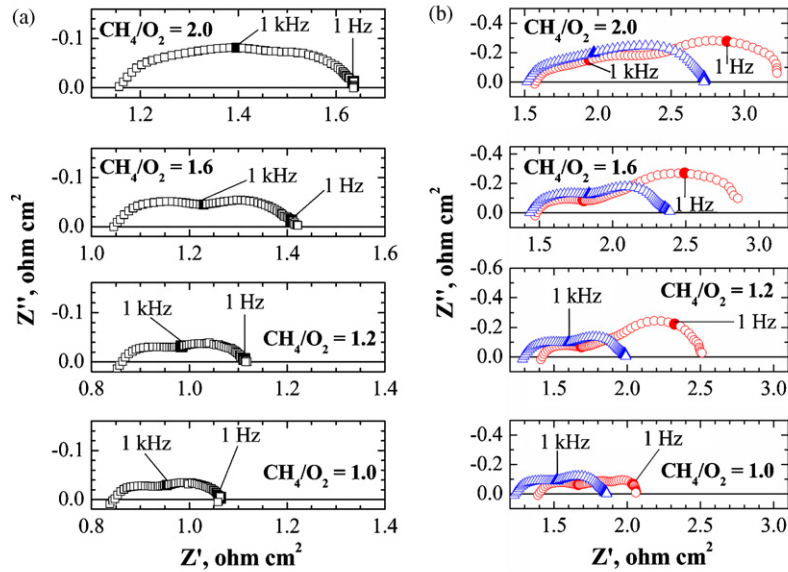 (a)
CH₄/O₂ = 2.0
1 kHz
1 Hz
-0.1
0.0
1.2 1.4 1.6
CH₄/O₂ = 1.6
1 kHz
1 Hz
-0.1
0.0
1.0 1.2 1.4 1.6
1 kHz
1 Hz
CH₄/O₂ = 1.2
-0.1
0.0
0.8 1.0 1.2 1.4
1 kHz
1 Hz
CH₄/O₂ = 1.0
-0.1
0.0
0.8 1.0 1.2 1.4
Z'', ohm cm²
Z', ohm cm²
(b)
CH₄/O₂ = 2.0
1 kHz
1 Hz
-0.4
-0.2
0.0
1.5 2.0 2.5 3.0
CH₄/O₂ = 1.6
1 kHz
1 Hz
-0.4
-0.2
0.0
1.5 2.0 2.5 3.0
CH₄/O₂ = 1.2
1 kHz
1 Hz
-0.6
-0.4
-0.2
0.0
1.5 2.0 2.5 3.0
1 kHz
1 Hz
CH₄/O₂ = 1.0
-0.4
-0.2
0.0
1.5 2.0 2.5 3.0
Z'', ohm cm²
Z', ohm cm²